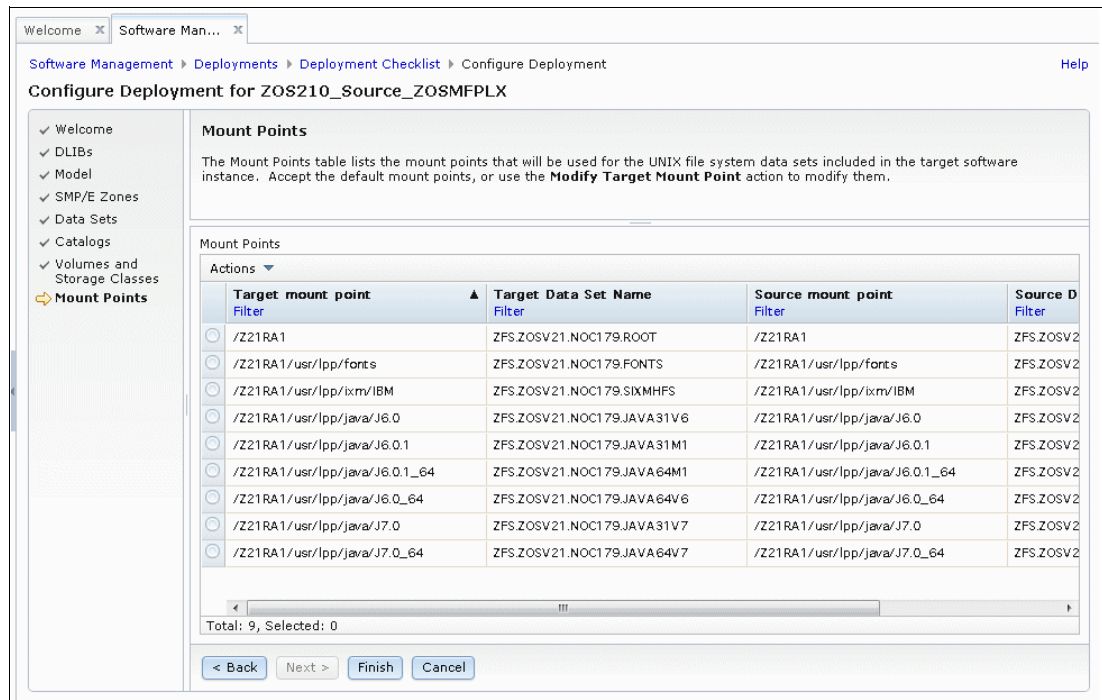 Welcome x Software Man... x
Software Management Deployments Deployment Checklist Configure Deployment Help
Configure Deployment for ZOS210_Source_ZOSMFPLX
Welcome
DLIBs
Model
SMP/E Zones
Data Sets
Catalogs
Volumes and
Storage Classes
Mount Points
Mount Points
The Mount Points table lists the mount points that will be used for the UNIX file system data sets included in the target software
instance. Accept the default mount points, or use the Modify Target Mount Point action to modify them.
Mount Points
Actions
Target mount point Target Data Set Name Source mount point Source D
Filter Filter Filter Filter
/Z21RA1 ZFS.ZOSV21.NOC179.ROOT /Z21RA1 ZFS.ZOSV2
/Z21RA1/usr/lpp/fonts ZFS.ZOSV21.NOC179.FONTS /Z21RA1/usr/lpp/fonts ZFS.ZOSV2
/Z21RA1/usr/lpp/ixm/IBM ZFS.ZOSV21.NOC179.SIXMHFS /Z21RA1/usr/lpp/ixm/IBM ZFS.ZOSV2
/Z21RA1/usr/lpp/java/J6.0 ZFS.ZOSV21.NOC179.JAVA31V6 /Z21RA1/usr/lpp/java/J6.0 ZFS.ZOSV2
/Z21RA1/usr/lpp/java/J6.0.1 ZFS.ZOSV21.NOC179.JAVA31M1 /Z21RA1/usr/lpp/java/J6.0.1 ZFS.ZOSV2
/Z21RA1/usr/lpp/java/J6.0.1_64 ZFS.ZOSV21.NOC179.JAVA64M1 /Z21RA1/usr/lpp/java/J6.0.1_64 ZFS.ZOSV2
/Z21RA1/usr/lpp/java/J6.0_64 ZFS.ZOSV21.NOC179.JAVA64V6 /Z21RA1/usr/lpp/java/J6.0_64 ZFS.ZOSV2
/Z21RA1/usr/lpp/java/J7.0 ZFS.ZOSV21.NOC179.JAVA31V7 /Z21RA1/usr/lpp/java/J7.0 ZFS.ZOSV2
/Z21RA1/usr/lpp/java/J7.0_64 ZFS.ZOSV21.NOC179.JAVA64V7 /Z21RA1/usr/lpp/java/J7.0_64 ZFS.ZOSV2
Total: 9, Selected: 0
< Back Next > Finish Cancel